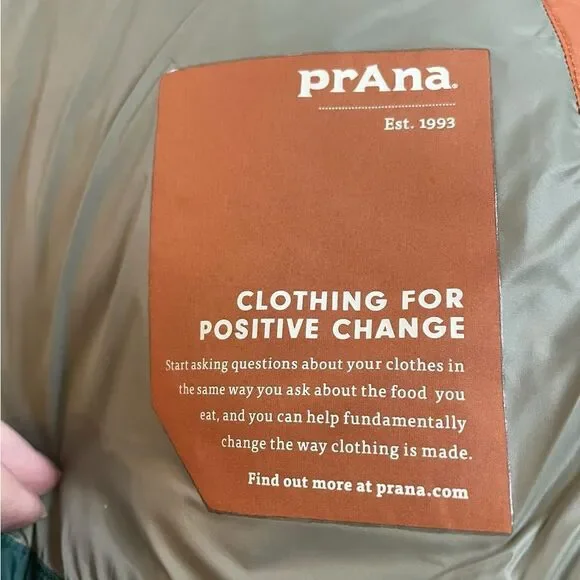 prAna.
Est. 1993
CLOTHING FOR
POSITIVE CHANGE
Start asking questions about your clothes in
the same way you ask about the food you
eat, and you can help fundamentally
change the way clothing is made.
Find out more at prana.com